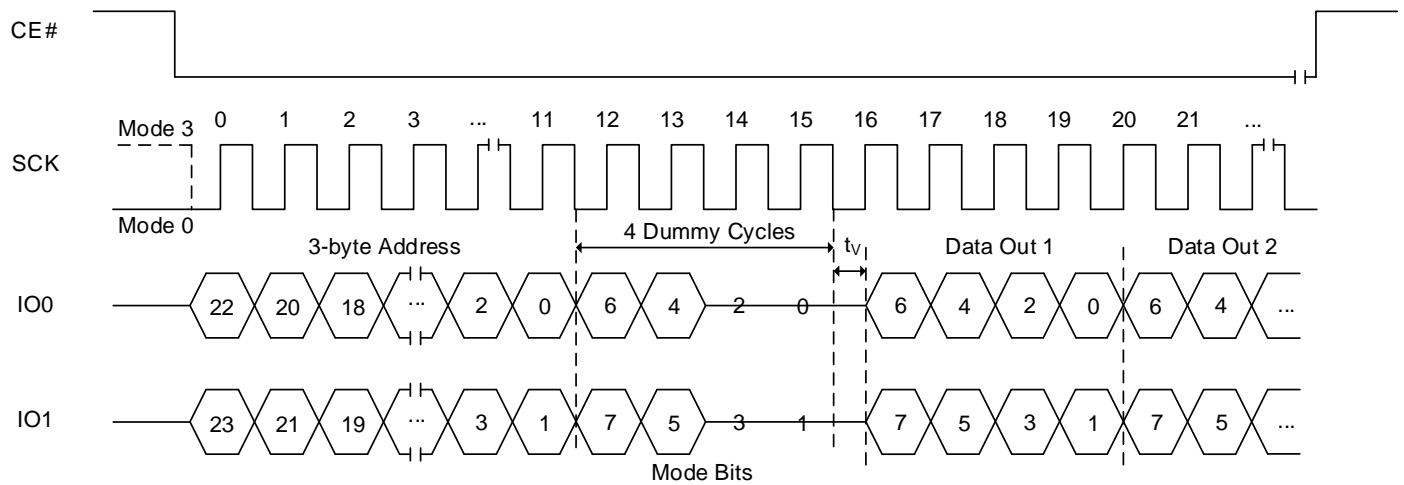 CE#
Mode 3 0 1 2 3 ... 11 12 13 14 15 16 17 18 19 20 21 ...
SCK
Mode 0
3-byte Address 4 Dummy Cycles tV Data Out 1 Data Out 2
IO0 22 20 18 ... 2 0 6 4 2 0 6 4 2 0 6 4 ...
IO1 23 21 19 ... 3 1 7 5 3 1 7 5 3 1 7 5 ...
Mode Bits